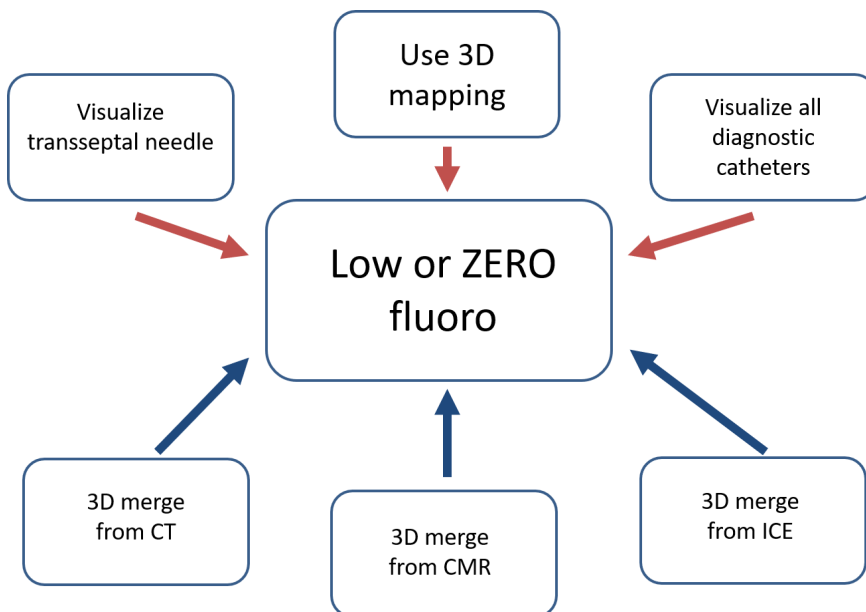 Use 3D
mapping
Visualize
transseptal needle
Visualize all
diagnostic
catheters
Low or ZERO
fluoro
3D merge
from CT
3D merge
from CMR
3D merge
from ICE